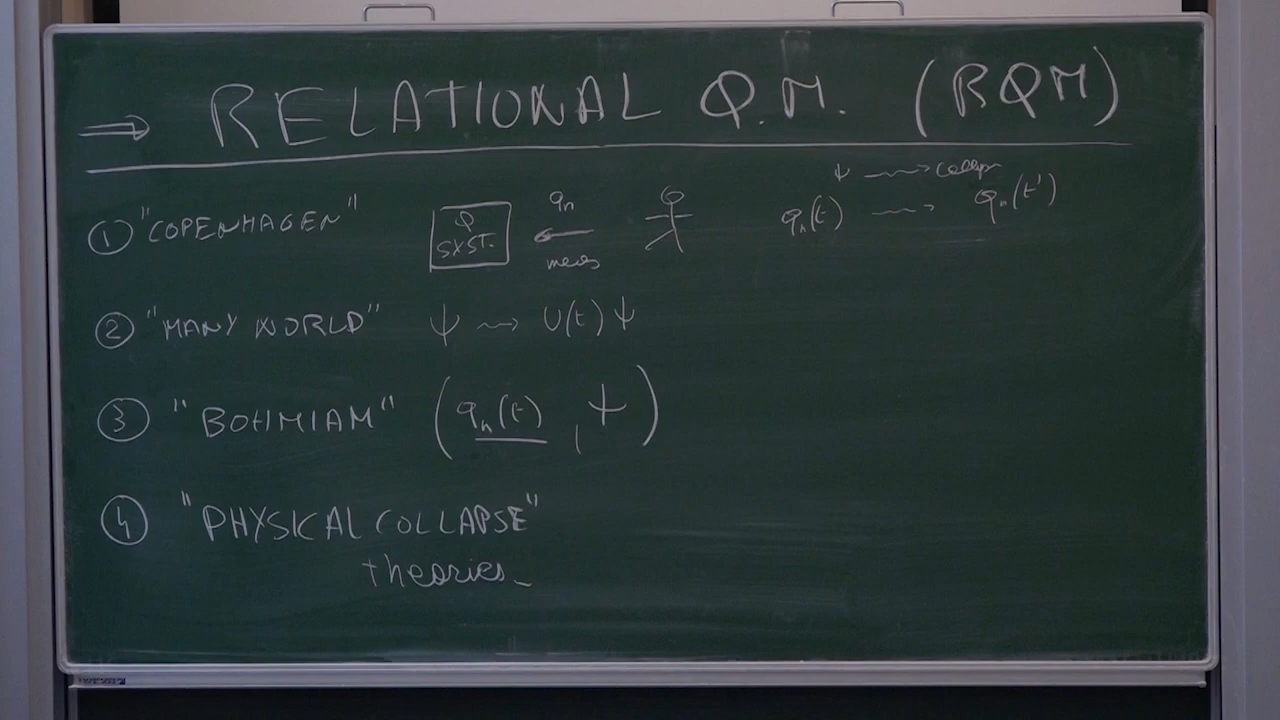 ⇒ RELATIONAL Q.M. (RQM)
ψ ⇝ collapse
① "COPENHAGEN" Q SYST. qn ← meas qn(t) ⇝ qn(t')
② "MANY WORLD" ψ ⇝ U(t) ψ
③ "BOHMIAM" (qn(t), ψ)
④ "PHYSICAL COLLAPSE"
theories